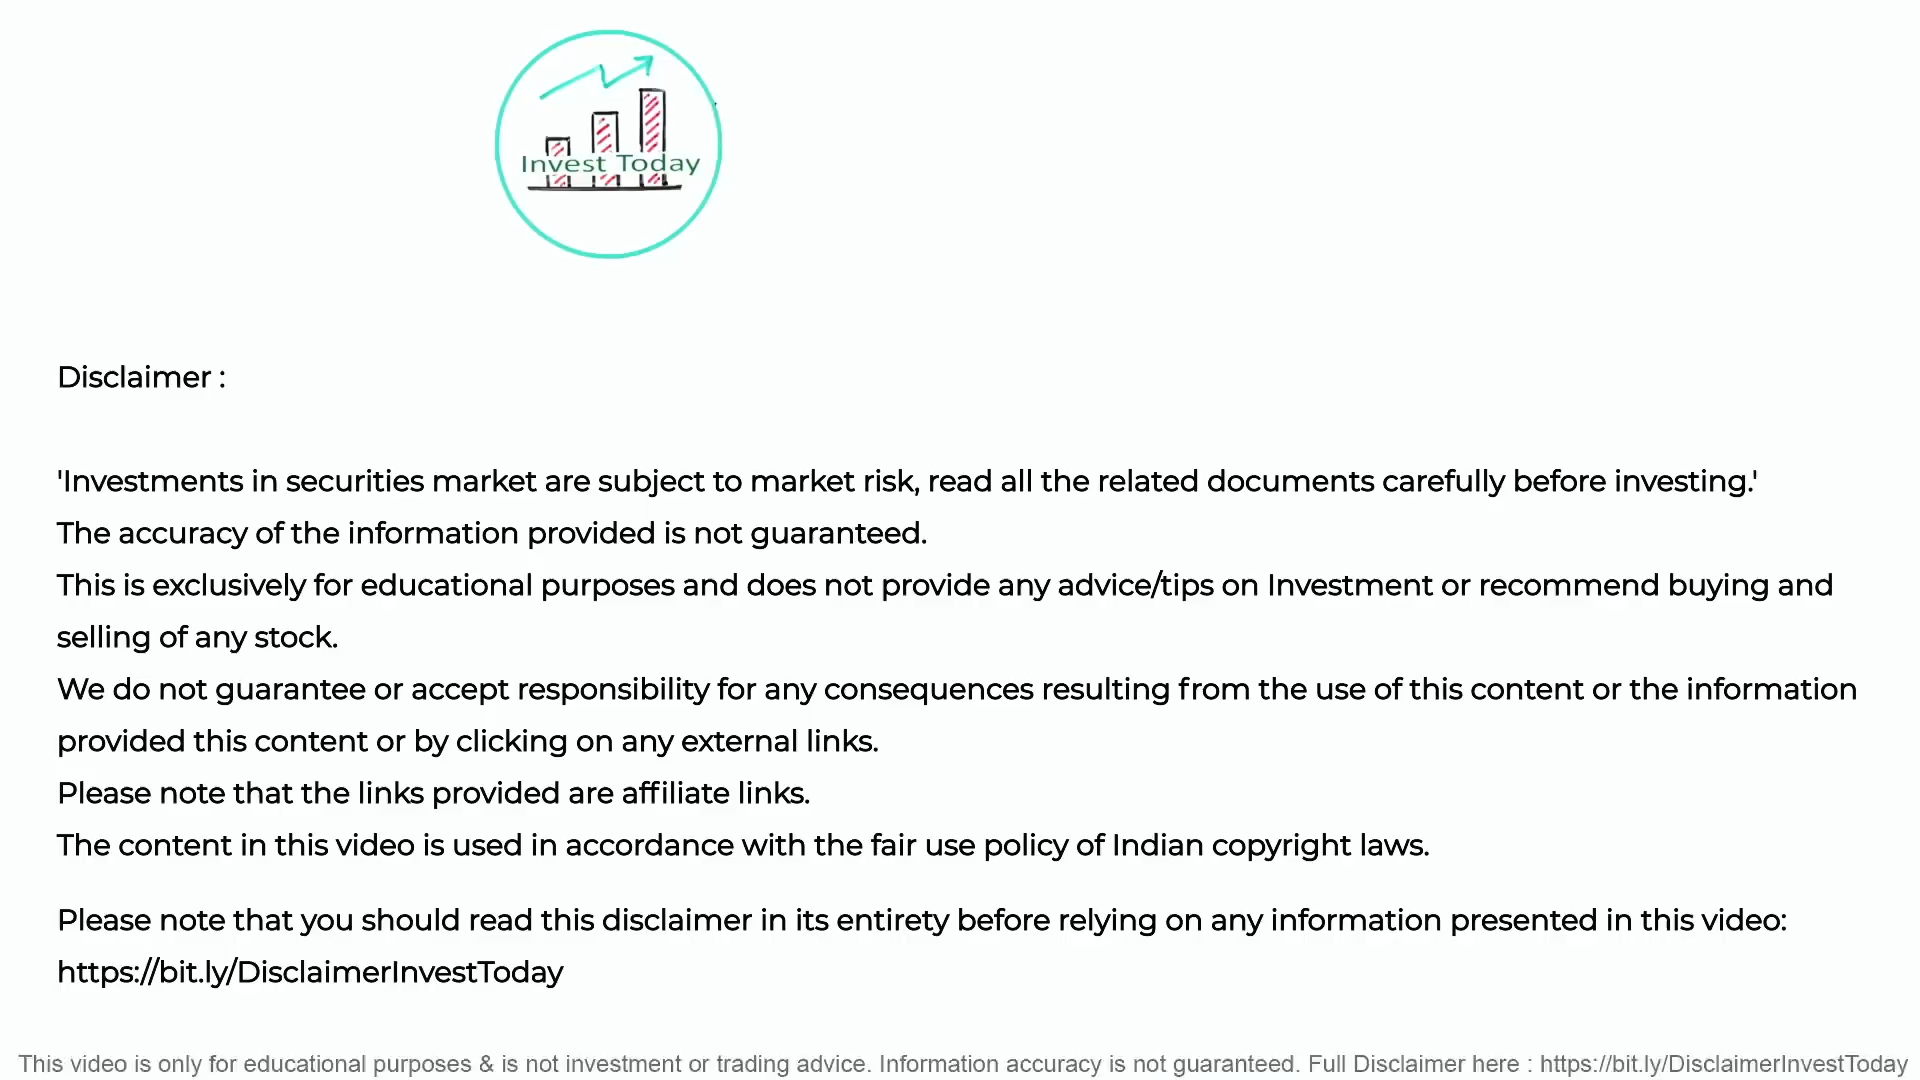 Invest Today
Disclaimer :
'Investments in securities market are subject to market risk, read all the related documents carefully before investing.'
The accuracy of the information provided is not guaranteed.
This is exclusively for educational purposes and does not provide any advice/tips on Investment or recommend buying and
selling of any stock.
We do not guarantee or accept responsibility for any consequences resulting from the use of this content or the information
provided this content or by clicking on any external links.
Please note that the links provided are affiliate links.
The content in this video is used in accordance with the fair use policy of Indian copyright laws.
Please note that you should read this disclaimer in its entirety before relying on any information presented in this video:
https://bit.ly/DisclaimerInvestToday
This video is only for educational purposes & is not investment or trading advice. Information accuracy is not guaranteed. Full Disclaimer here : https://bit.ly/DisclaimerInvestToday